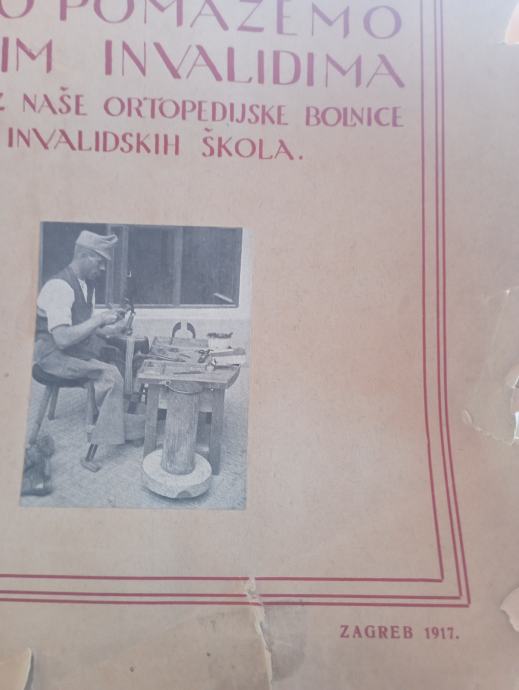 O POMAŽEMO
IM INVALIDIMA
Z NAŠE ORTOPEDIJSKE BOLNICE
INVALIDSKIH ŠKOLA.
ZAGREB 1917.